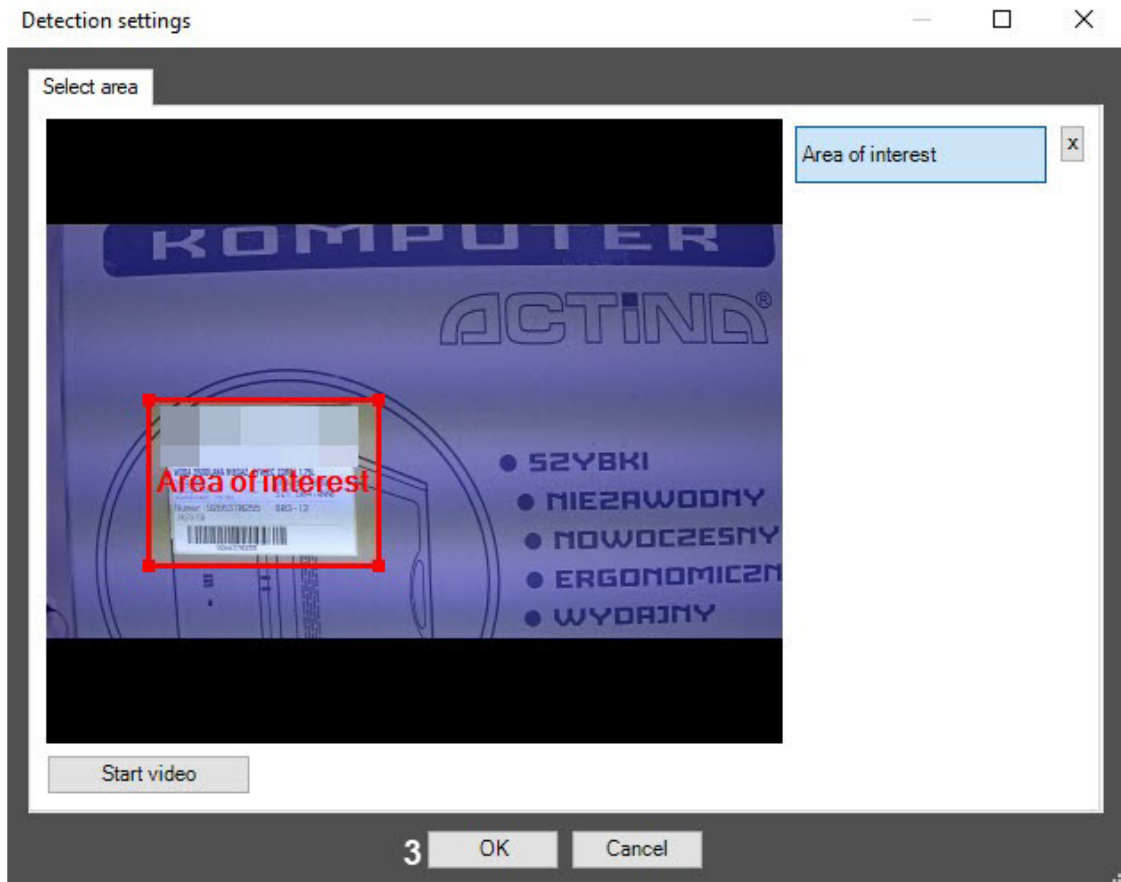 Detection settings
Select area
Area of interest
x
KOMPUTER
ACTINA®
Area of interest
SZYBKI
NIEZAWODNY
NOWOCZESNY
ERGONOMICZN
WYDAJNY
Start video
3 OK Cancel